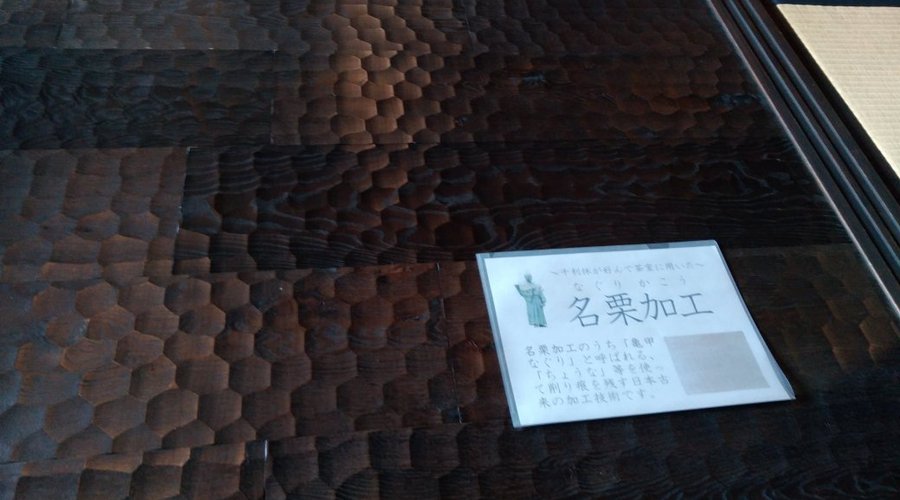 ～千利休が好んで茶室に用いた～
なぐりかこう
名栗加工
名栗加工のうち「亀甲
なぐり」と呼ばれる、
「ちょうな」等を使っ
て削り痕を残す日本古
来の加工技術です。